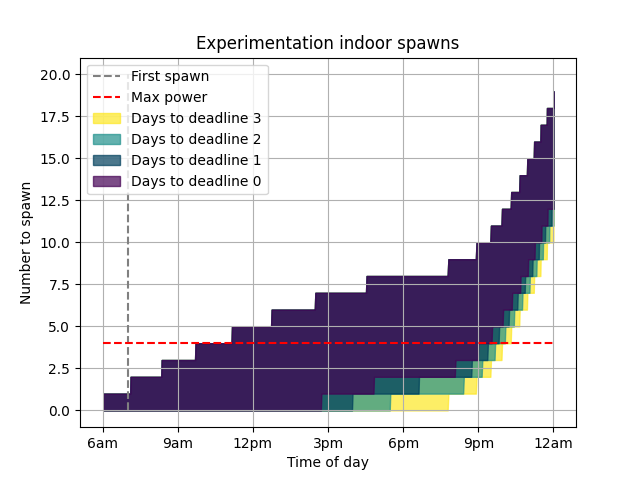 Experimentation indoor spawns
First spawn
Max power
Days to deadline 3
Days to deadline 2
Days to deadline 1
Days to deadline 0
Number to spawn
20.0
17.5
15.0
12.5
10.0
7.5
5.0
2.5
0.0
6am 9am 12pm 3pm 6pm 9pm 12am
Time of day